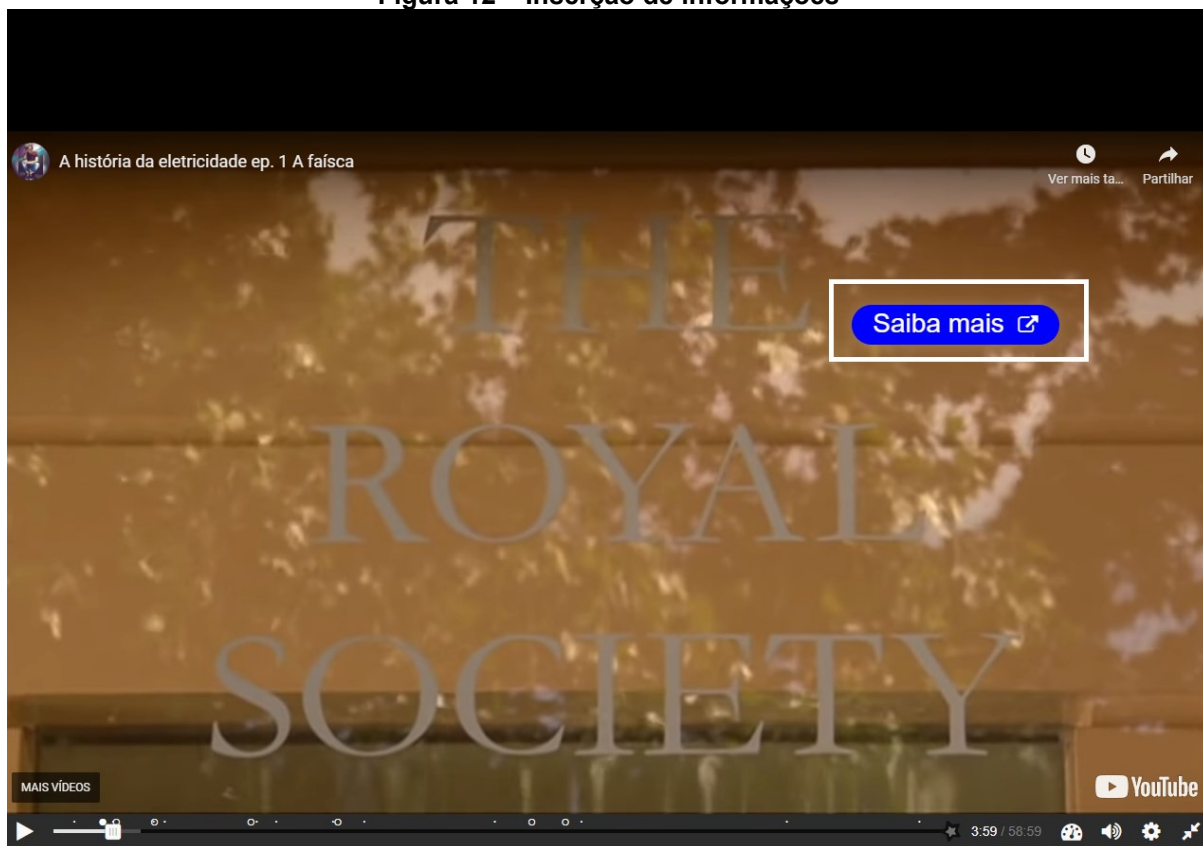 Figura 12 – Inserção de informações
A história da eletricidade ep. 1 A faísca
Ver mais ta...
Partilhar
THE
Saiba mais
ROYAL
SOCIETY
MAIS VÍDEOS
YouTube
3:59 / 58:59